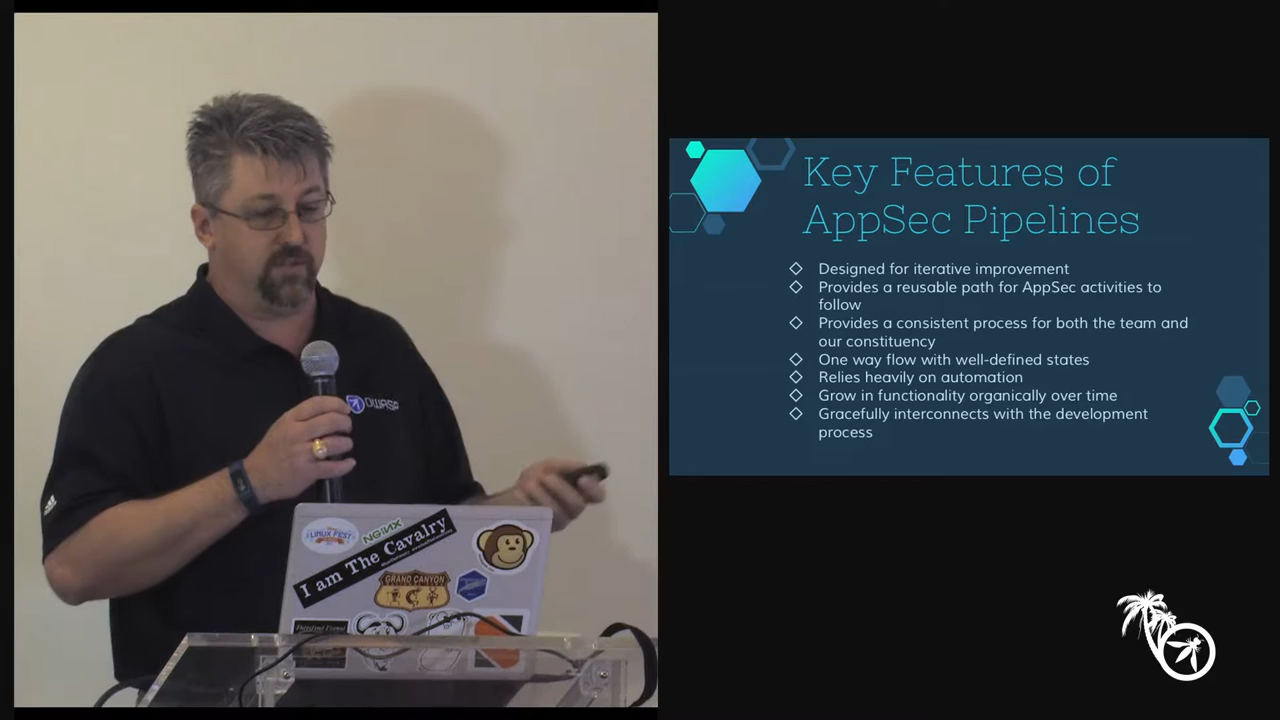 OWASP
LINUX FEST
NGINX
I am The Cavalry
GRAND CANYON
Key Features of
AppSec Pipelines
Designed for iterative improvement
Provides a reusable path for AppSec activities to
follow
Provides a consistent process for both the team and
our constituency
One way flow with well-defined states
Relies heavily on automation
Grow in functionality organically over time
Gracefully interconnects with the development
process